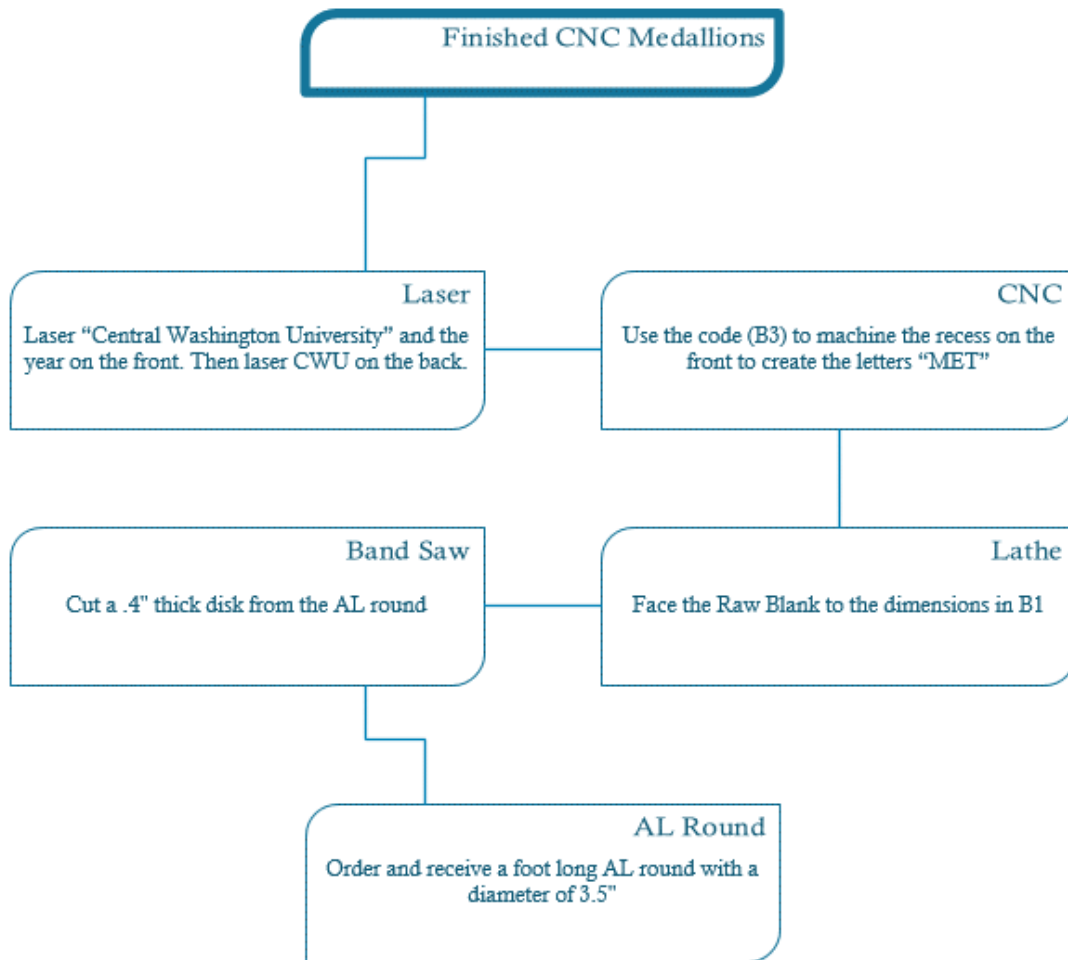 Finished CNC Medallions
Laser
Laser “Central Washington University” and the
year on the front. Then laser CWU on the back.
CNC
Use the code (B3) to machine the recess on the
front to create the letters “MET”
Band Saw
Cut a .4" thick disk from the AL round
Lathe
Face the Raw Blank to the dimensions in B1
AL Round
Order and receive a foot long AL round with a
diameter of 3.5"